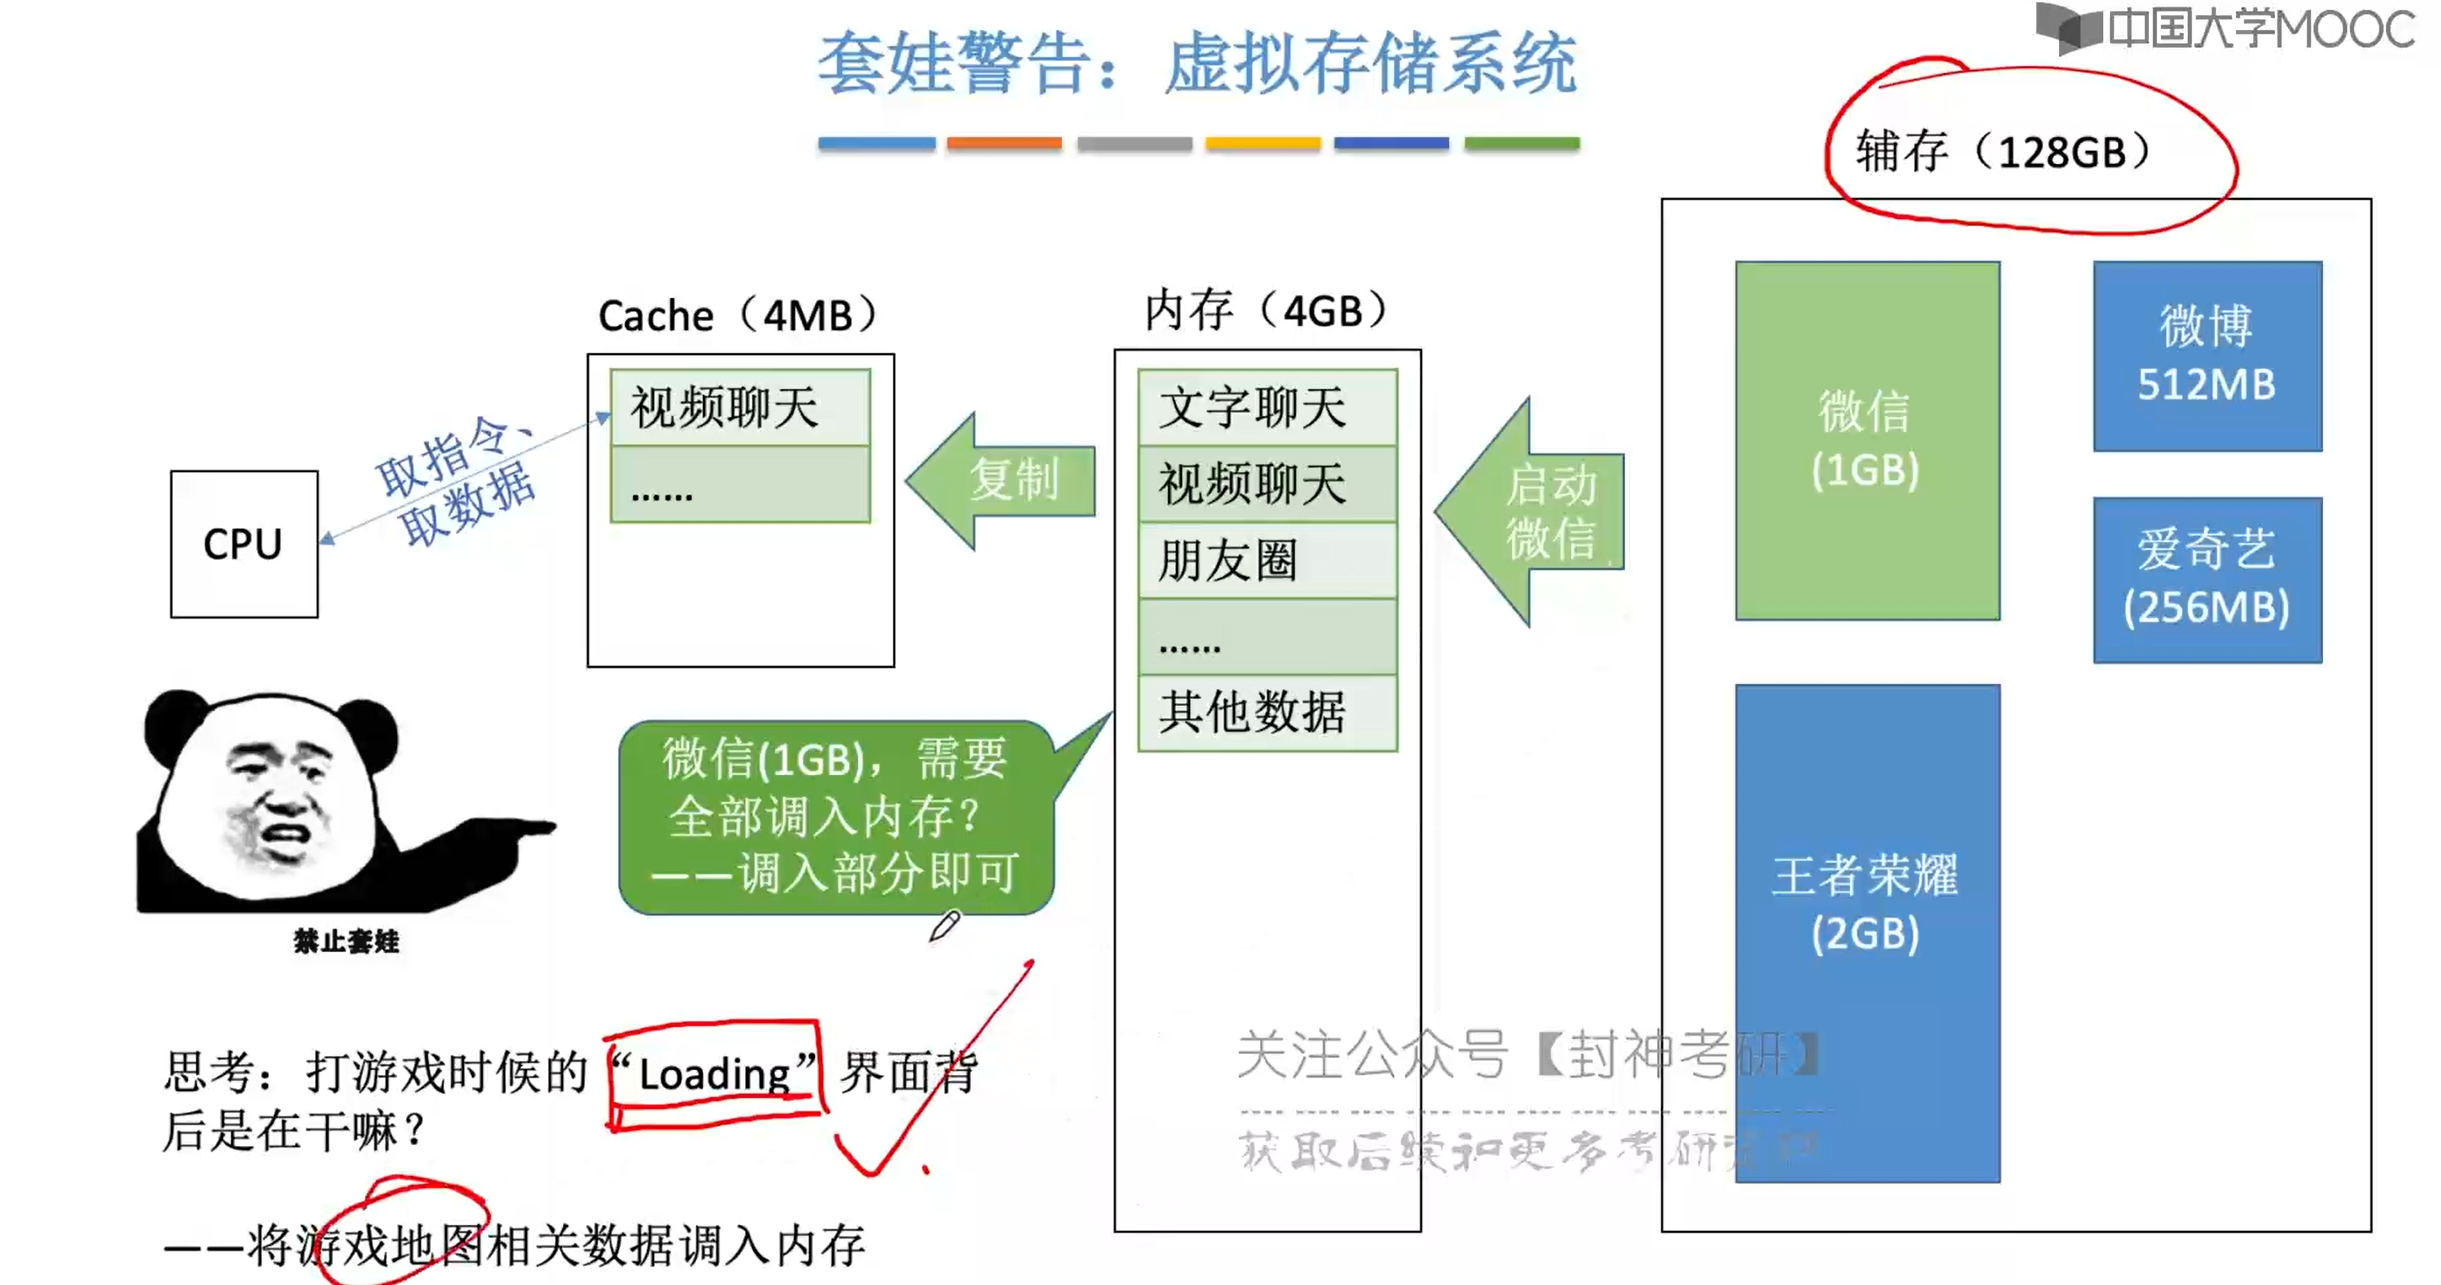 中国大学MOOC
套娃警告：虚拟存储系统
辅存（128GB）
Cache（4MB）
内存（4GB）
视频聊天
……
取指令、
取数据
CPU
复制
文字聊天
视频聊天
朋友圈
……
其他数据
启动
微信
微信
(1GB)
微博
512MB
爱奇艺
(256MB)
王者荣耀
(2GB)
微信(1GB)，需要
全部调入内存？
——调入部分即可
禁止套娃
思考：打游戏时候的“Loading”界面背
后是在干嘛？
——将游戏地图相关数据调入内存
关注公众号【封神考研】
获取后续和更多考研资料